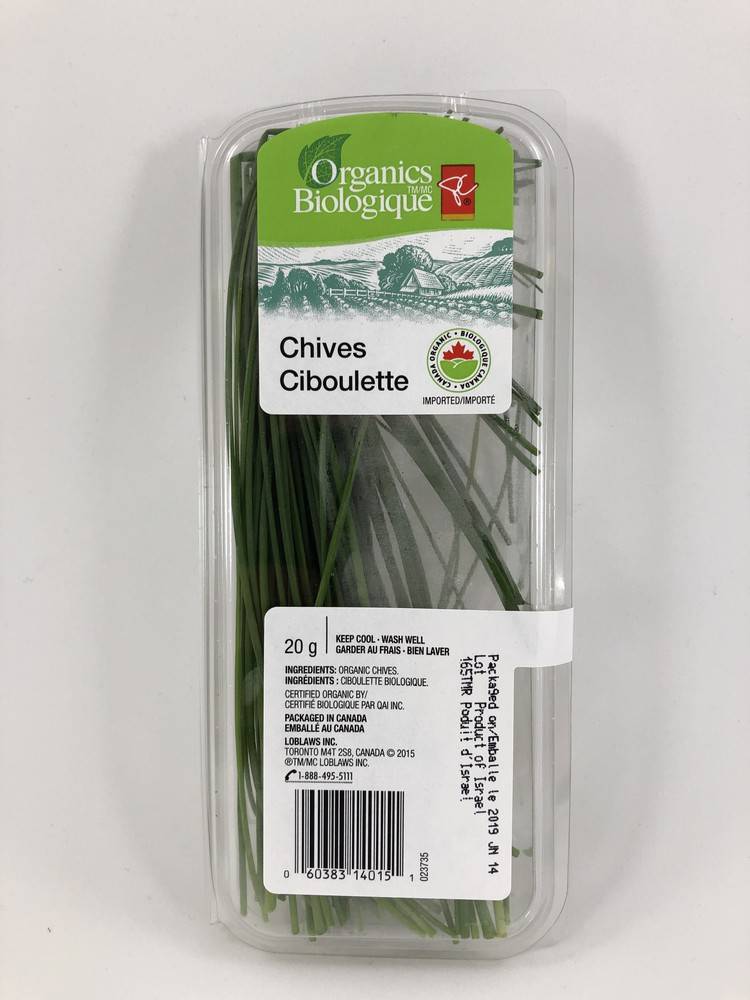 Organics
TM/MC
Biologique
PC
®
Chives
Ciboulette
CANADA ORGANIC • BIOLOGIQUE CANADA •
IMPORTED/IMPORTÉ
20 g
KEEP COOL • WASH WELL
GARDER AU FRAIS • BIEN LAVER
INGREDIENTS: ORGANIC CHIVES.
INGRÉDIENTS : CIBOULETTE BIOLOGIQUE.
CERTIFIED ORGANIC BY/
CERTIFIÉ BIOLOGIQUE PAR QAI INC.
PACKAGED IN CANADA
EMBALLÉ AU CANADA
LOBLAWS INC.
TORONTO M4T 2S8, CANADA © 2015
®TM/MC LOBLAWS INC.
1-888-495-5111
0 60383 14015 1
023735
Packaged on/Emballe le 2019 JN 14
Lot Product of Israel
165TMR Poduit d'Israel